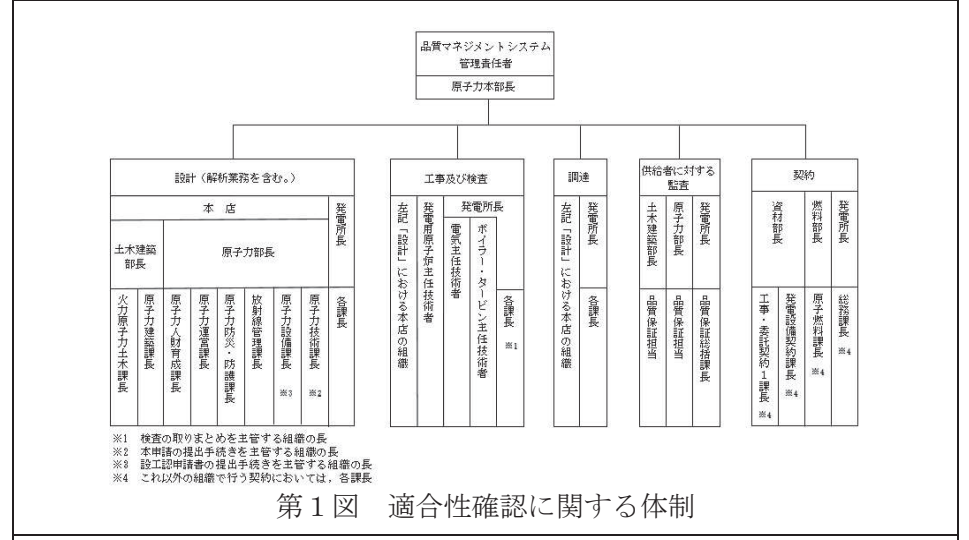 品質マネジメントシステム
管理責任者
原子力本部長
設計（解析業務を含む。）
本　店
発電所長
土木建築
部長
原子力部長
火力原子力土木課長
原子力建築課長
原子力人財育成課長
原子力運営課長
原子力防災・防護課長
放射線管理課長
原子力設備課長
※3
原子力技術課長
※2
各課長
工事及び検査
左記「設計」における本店の組織
発電用原子炉主任技術者
発電所長
電気主任技術者
ボイラー・タービン主任技術者
各課長
※1
調達
左記「設計」における本店の組織
発電所長
各課長
供給者に対する
監査
土木建築部長
原子力部長
発電所長
品質保証担当
品質保証担当
品質保証総括課長
契約
資材部長
燃料部長
発電所長
工事・委託契約1課長
※4
発電設備契約課長
※4
原子燃料課長
※4
総務課長
※4
※1　検査の取りまとめを主管する組織の長
※2　本申請の提出手続きを主管する組織の長
※3　設工認申請書の提出手続きを主管する組織の長
※4　これ以外の組織で行う契約においては，各課長
第１図　適合性確認に関する体制